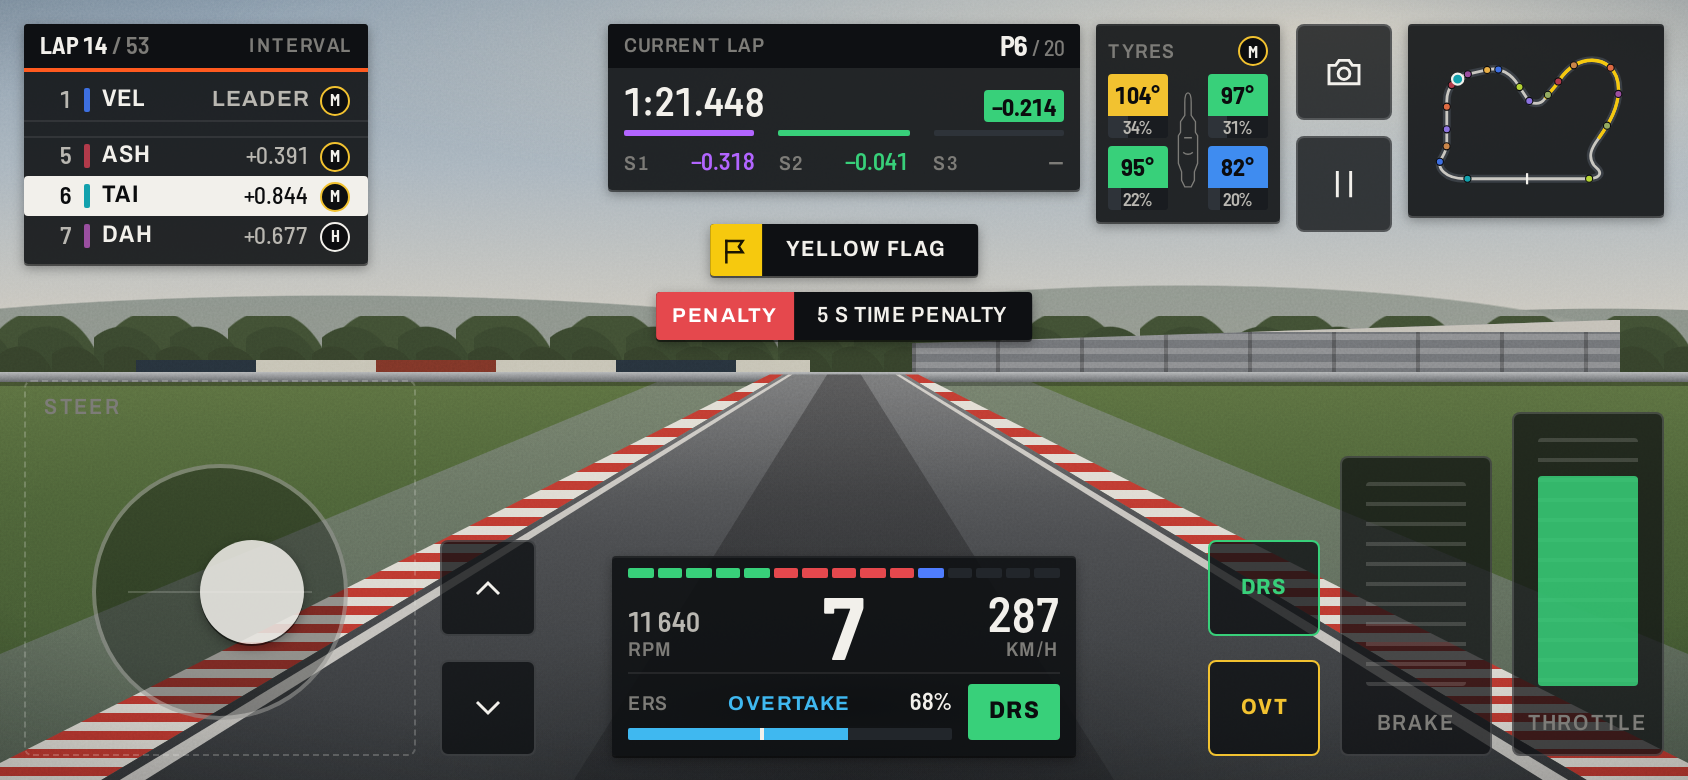 LAP 14 / 53 INTERVAL
1 VEL LEADER M
5 ASH +0.391 M
6 TAI +0.844 M
7 DAH +0.677 H
CURRENT LAP P6 / 20
1:21.448 −0.214
S1 −0.318 S2 −0.041 S3 —
TYRES M
104° 97°
34% 31%
95° 82°
22% 20%
YELLOW FLAG
PENALTY 5 S TIME PENALTY
STEER
11 640 7 287
RPM KM/H
ERS OVERTAKE 68% DRS
DRS
OVT
BRAKE
THROTTLE